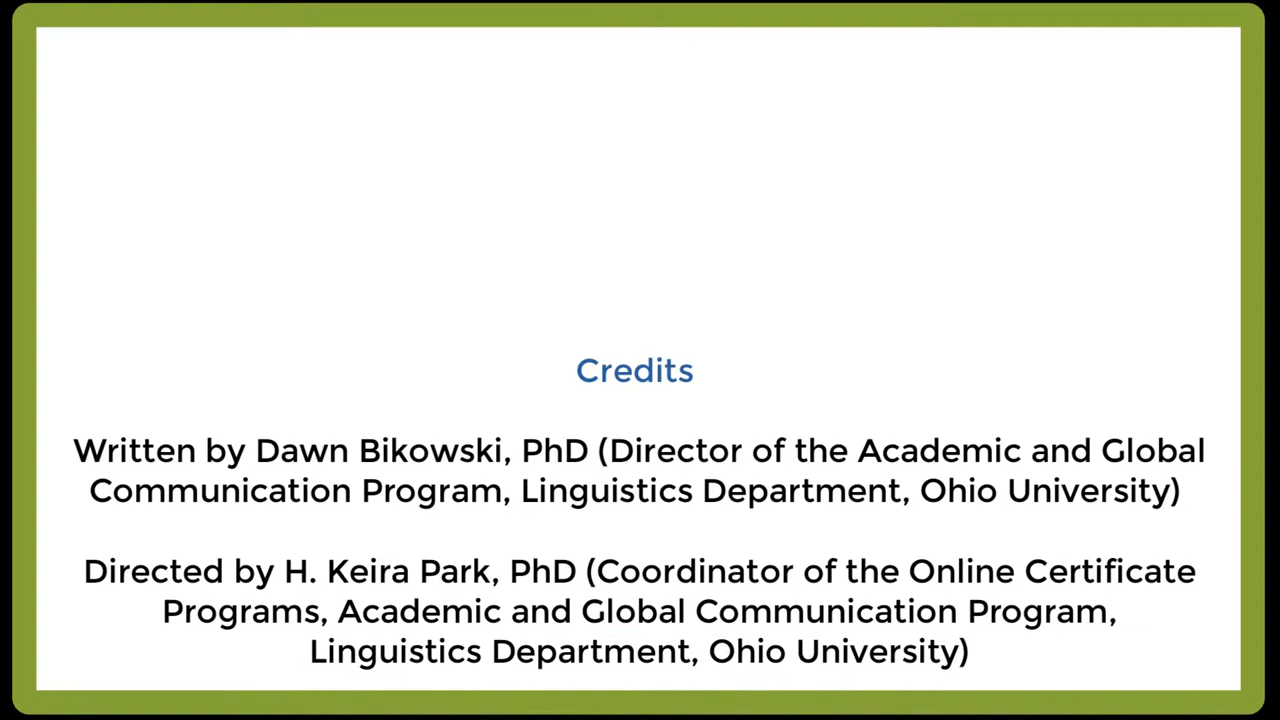 Credits
Written by Dawn Bikowski, PhD (Director of the Academic and Global
Communication Program, Linguistics Department, Ohio University)
Directed by H. Keira Park, PhD (Coordinator of the Online Certificate
Programs, Academic and Global Communication Program,
Linguistics Department, Ohio University)